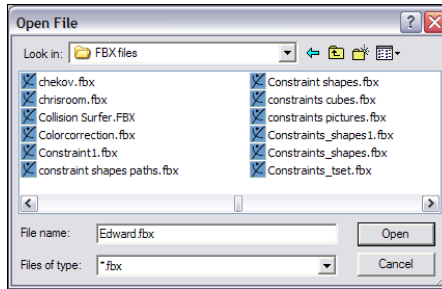 Open File
Look in: FBX files
chekov.fbx
chrisroom.fbx
Collision Surfer.FBX
Colorcorrection.fbx
Constraint1.fbx
constraint shapes paths.fbx
Constraint shapes.fbx
constraints cubes.fbx
constraints pictures.fbx
Constraints_shapes1.fbx
Constraints_shapes.fbx
Constraints_tset.fbx
File name: Edward.fbx Open
Files of type: *.fbx Cancel